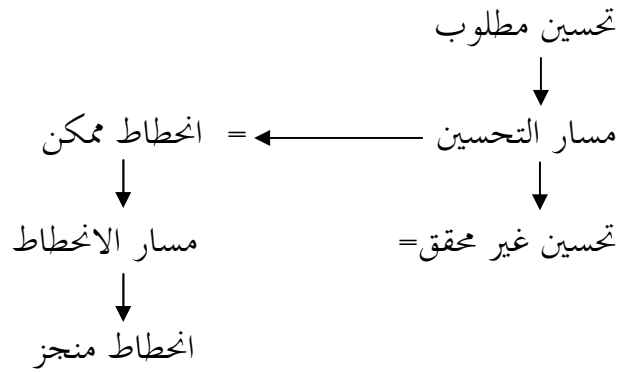 تحسين مطلوب
مسار التحسين = انحطاط ممكن
تحسين غير محقق= مسار الانحطاط
انحطاط منجز